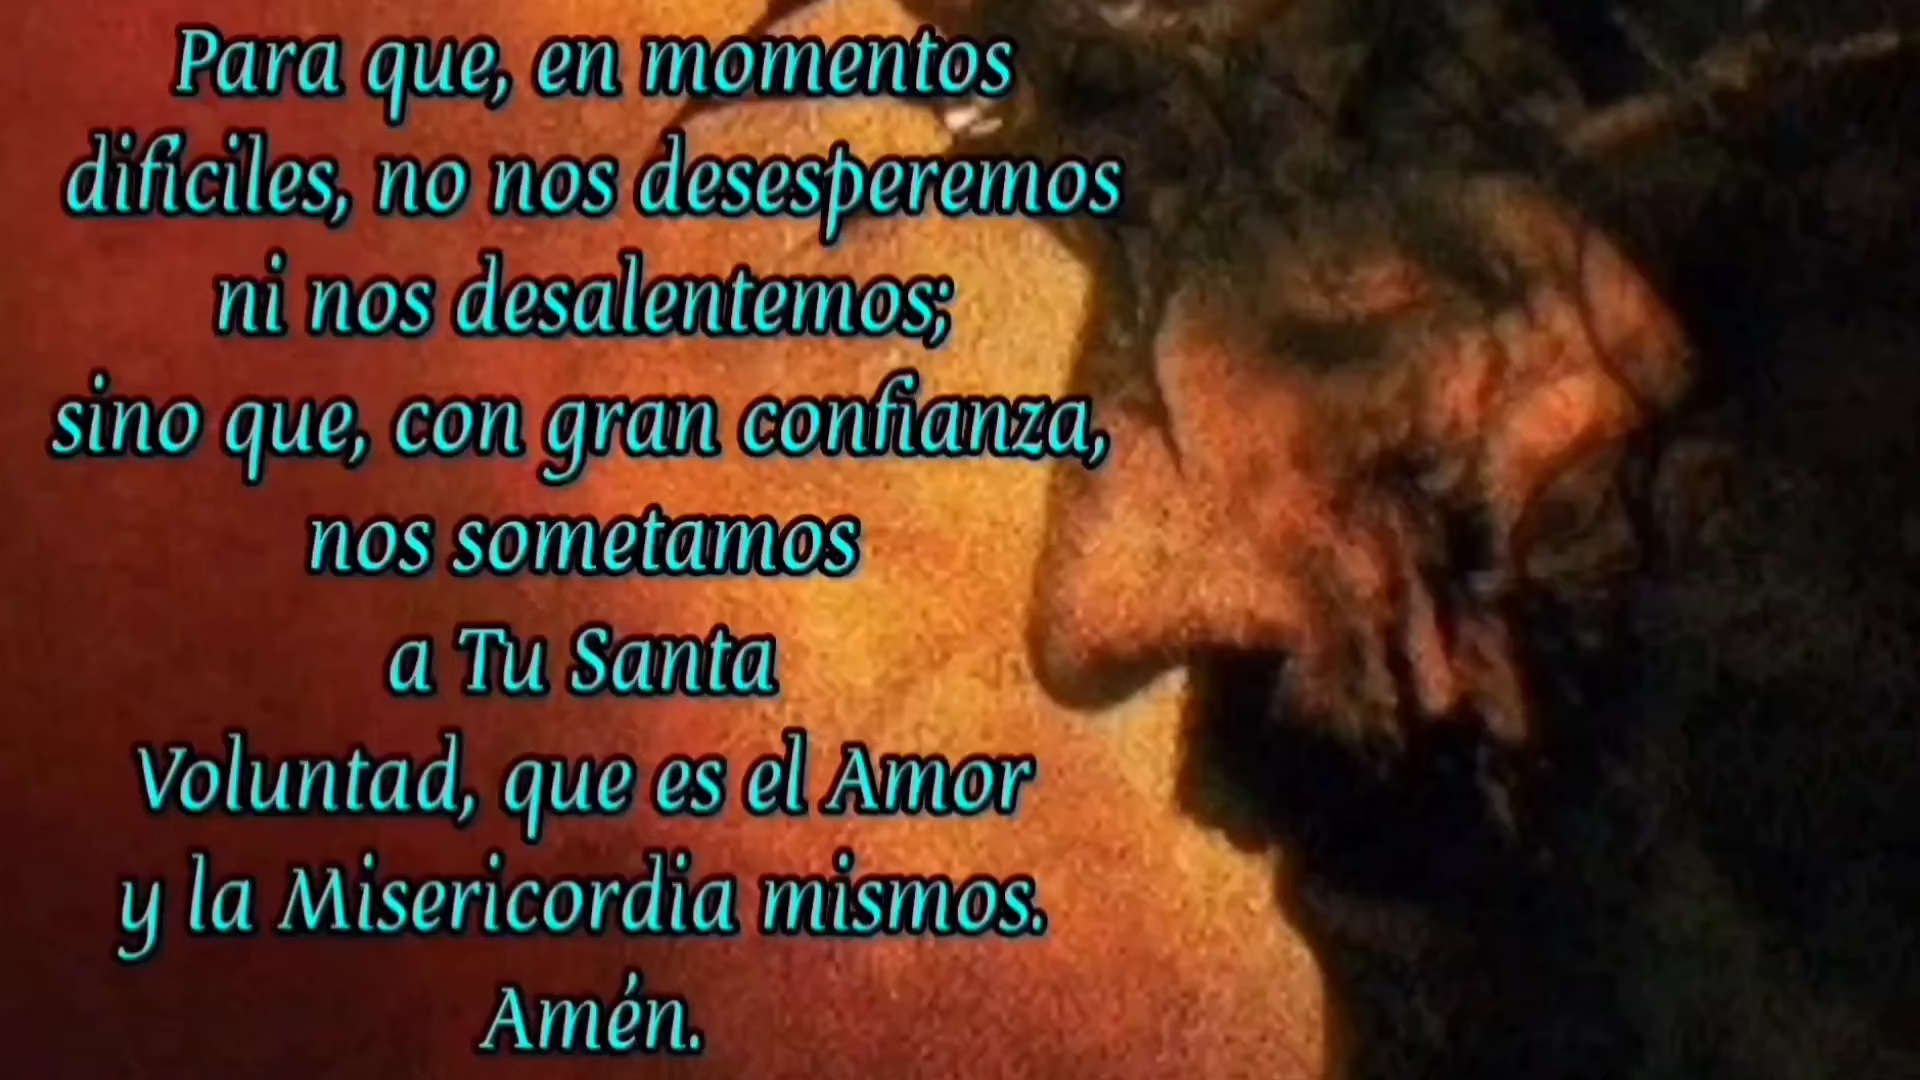 Para que, en momentos
difíciles, no nos desesperemos
ni nos desalentemos;
sino que, con gran confianza,
nos sometamos
a Tu Santa
Voluntad, que es el Amor
y la Misericordia mismos.
Amén.